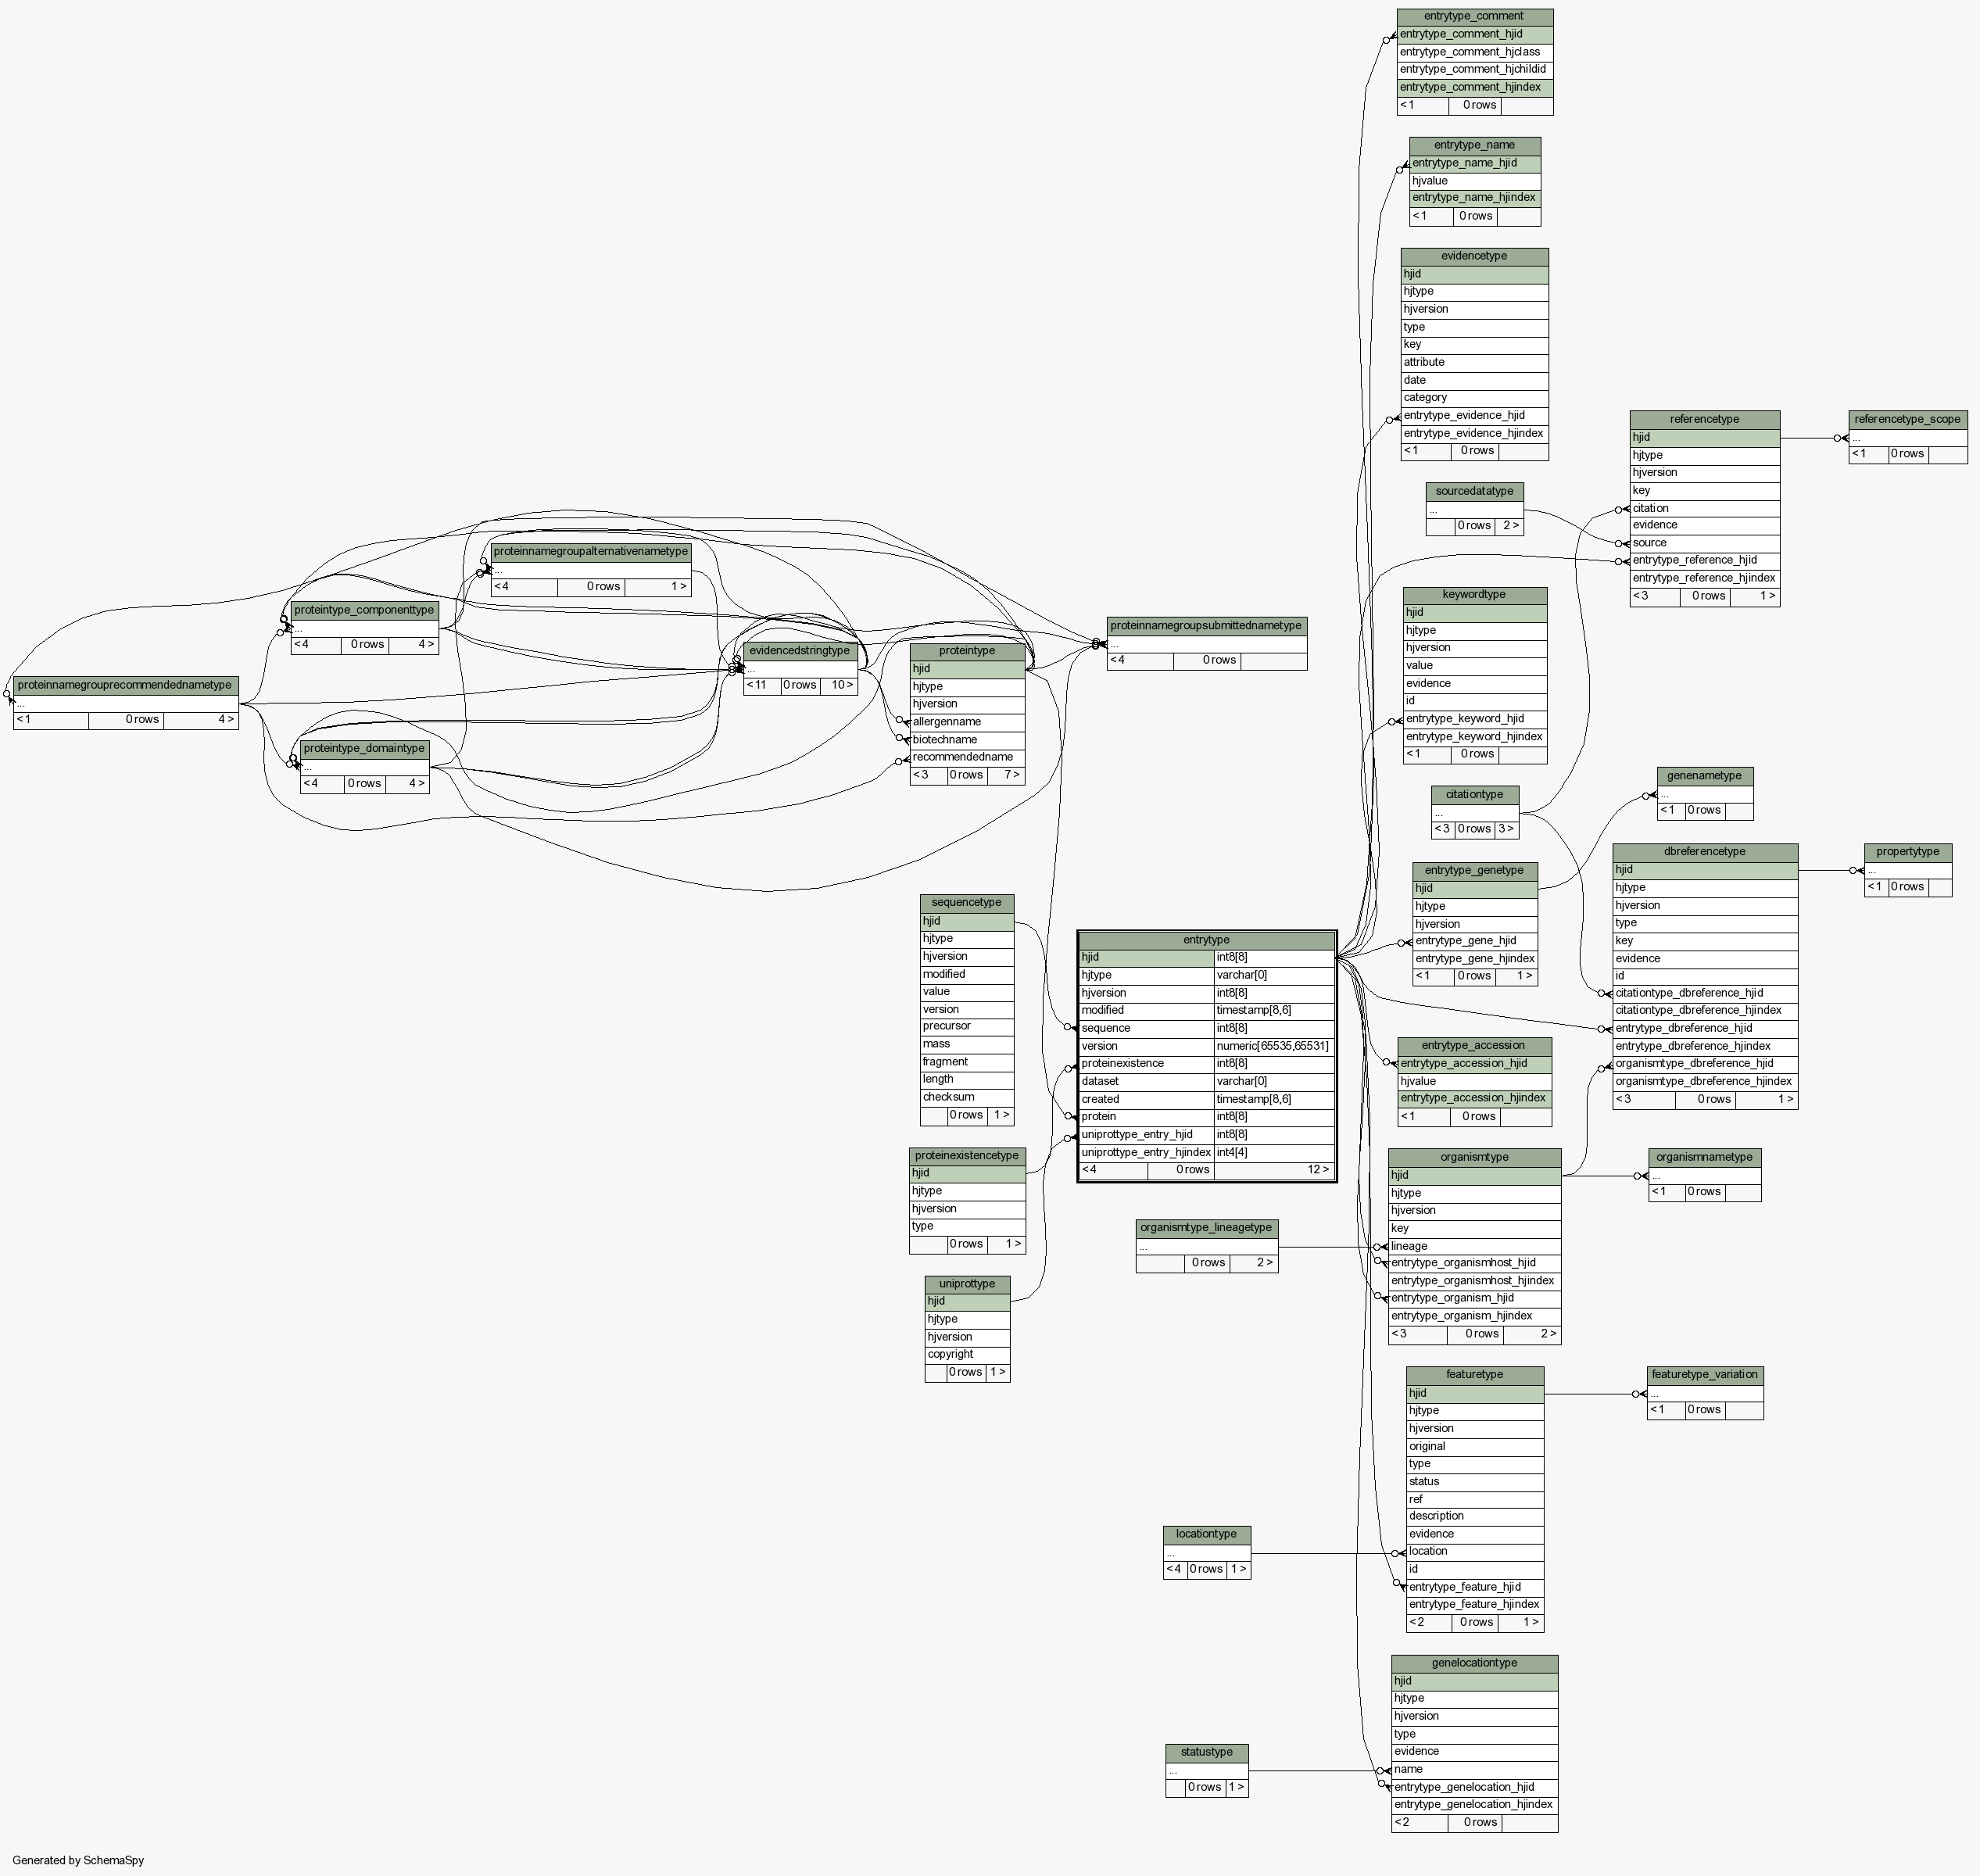 entrytype_comment
entrytype_comment_hjid
entrytype_comment_hjclass
entrytype_comment_hjchildid
entrytype_comment_hjindex
< 1 0 rows
entrytype_name
entrytype_name_hjid
hjvalue
entrytype_name_hjindex
< 1 0 rows
evidencetype
hjid
hjtype
hjversion
type
key
attribute
date
category
entrytype_evidence_hjid
entrytype_evidence_hjindex
< 1 0 rows
referencetype
hjid
hjtype
hjversion
key
citation
evidence
source
entrytype_reference_hjid
entrytype_reference_hjindex
< 3 0 rows 1 >
referencetype_scope
...
< 1 0 rows
sourcedatatype
...
0 rows 2 >
proteinnamegroupalternativenametype
...
< 4 0 rows 1 >
proteintype_componenttype
...
< 4 0 rows 4 >
proteinnamegrouprecommendednametype
...
< 1 0 rows 4 >
proteintype_domaintype
...
< 4 0 rows 4 >
evidencedstringtype
...
< 11 0 rows 10 >
proteintype
hjid
hjtype
hjversion
allergenname
biotechname
recommendedname
< 3 0 rows 7 >
proteinnamegroupsubmittednametype
...
< 4 0 rows
keywordtype
hjid
hjtype
hjversion
value
evidence
id
entrytype_keyword_hjid
entrytype_keyword_hjindex
< 1 0 rows
citationtype
...
< 3 0 rows 3 >
genenametype
...
< 1 0 rows
dbreferencetype
hjid
hjtype
hjversion
type
key
evidence
id
citationtype_dbreference_hjid
citationtype_dbreference_hjindex
entrytype_dbreference_hjid
entrytype_dbreference_hjindex
organismtype_dbreference_hjid
organismtype_dbreference_hjindex
< 3 0 rows 1 >
propertytype
...
< 1 0 rows
entrytype_genetype
hjid
hjtype
hjversion
entrytype_gene_hjid
entrytype_gene_hjindex
< 1 0 rows 1 >
sequencetype
hjid
hjtype
hjversion
modified
value
version
precursor
mass
fragment
length
checksum
0 rows 1 >
entrytype
hjid int8[8]
hjtype varchar[0]
hjversion int8[8]
modified timestamp[8,6]
sequence int8[8]
version numeric[65535,65531]
proteinexistence int8[8]
dataset varchar[0]
created timestamp[8,6]
protein int8[8]
uniprottype_entry_hjid int8[8]
uniprottype_entry_hjindex int4[4]
< 4 0 rows 12 >
entrytype_accession
entrytype_accession_hjid
hjvalue
entrytype_accession_hjindex
< 1 0 rows
proteinexistencetype
hjid
hjtype
hjversion
type
0 rows 1 >
organismtype
hjid
hjtype
hjversion
key
lineage
entrytype_organismhost_hjid
entrytype_organismhost_hjindex
entrytype_organism_hjid
entrytype_organism_hjindex
< 3 0 rows 2 >
organismnametype
...
< 1 0 rows
organismtype_lineagetype
...
0 rows 2 >
uniprottype
hjid
hjtype
hjversion
copyright
0 rows 1 >
featuretype
hjid
hjtype
hjversion
original
type
status
ref
description
evidence
location
id
entrytype_feature_hjid
entrytype_feature_hjindex
< 2 0 rows 1 >
featuretype_variation
...
< 1 0 rows
locationtype
...
< 4 0 rows 1 >
genelocationtype
hjid
hjtype
hjversion
type
evidence
name
entrytype_genelocation_hjid
entrytype_genelocation_hjindex
< 2 0 rows
statustype
...
0 rows 1 >
Generated by SchemaSpy